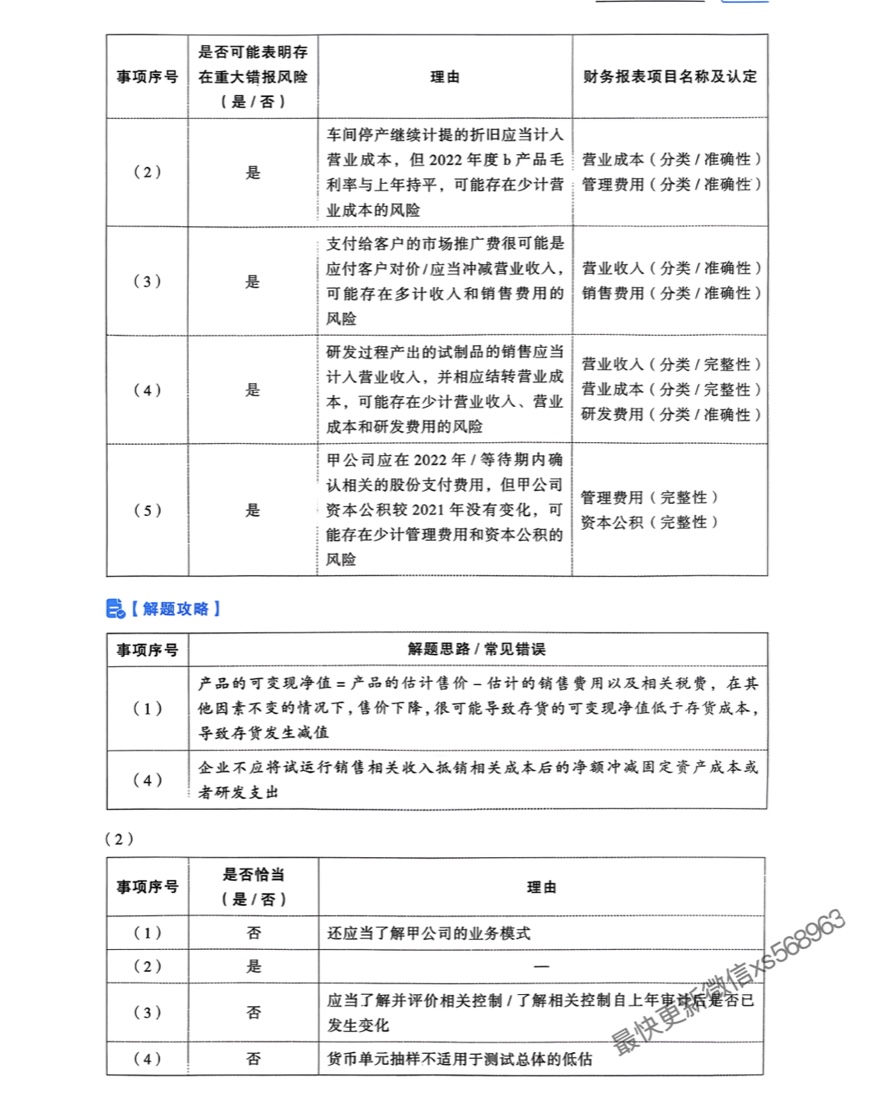 事项序号
是否可能表明存
在重大错报风险
（是/否）
理由
财务报表项目名称及认定
（2）
是
车间停产继续计提的折旧应当计入
营业成本，但 2022 年度 b 产品毛
利率与上年持平，可能存在少计营
业成本的风险
营业成本（分类/准确性）
管理费用（分类/准确性）
（3）
是
支付给客户的市场推广费很可能是
应付客户对价/应当冲减营业收入，
可能存在多计收入和销售费用的
风险
营业收入（分类/准确性）
销售费用（分类/准确性）
（4）
是
研发过程产出的试制品的销售应当
计入营业收入，并相应结转营业成
本，可能存在少计营业收入、营业
成本和研发费用的风险
营业收入（分类/完整性）
营业成本（分类/完整性）
研发费用（分类/准确性）
（5）
是
甲公司应在 2022 年/等待期内确
认相关的股份支付费用，但甲公司
资本公积较 2021 年没有变化，可
能存在少计管理费用和资本公积的
风险
管理费用（完整性）
资本公积（完整性）
【解题攻略】
事项序号
解题思路/常见错误
（1）
产品的可变现净值=产品的估计售价-估计的销售费用以及相关税费，在其
他因素不变的情况下，售价下降，很可能导致存货的可变现净值低于存货成本，
导致存货发生减值
（4）
企业不应将试运行销售相关收入抵销相关成本后的净额冲减固定资产成本或
者研发支出
（2）
事项序号
是否恰当
（是/否）
理由
（1）
否
还应当了解甲公司的业务模式
（2）
是
—
（3）
否
应当了解并评价相关控制/了解相关控制自上年审计后是否已
发生变化
（4）
否
货币单元抽样不适用于测试总体的低估
最快更新微信xs568963